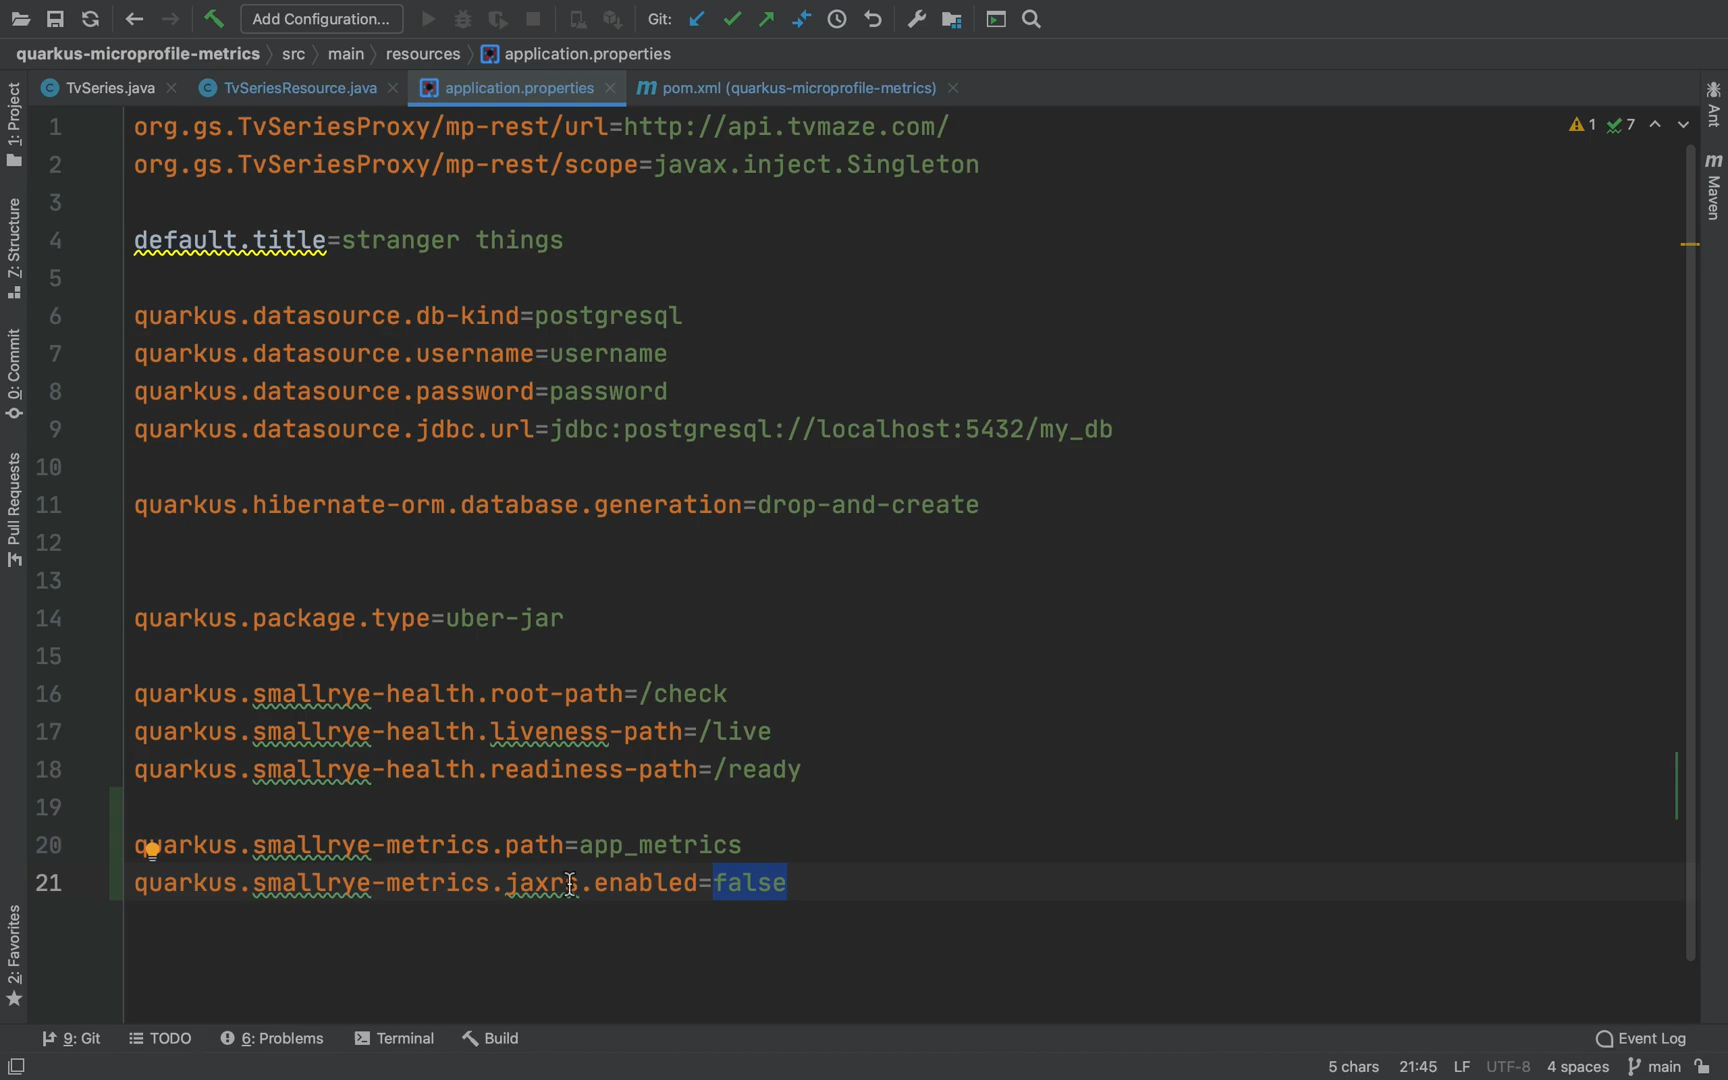 Add Configuration...
Git:
quarkus-microprofile-metrics
src
main
resources
application.properties
TvSeries.java
TvSeriesResource.java
application.properties
pom.xml (quarkus-microprofile-metrics)
1: Project
7: Structure
0: Commit
Pull Requests
2: Favorites
1 org.gs.TvSeriesProxy/mp-rest/url=http://api.tvmaze.com/
2 org.gs.TvSeriesProxy/mp-rest/scope=javax.inject.Singleton
3
4 default.title=stranger things
5
6 quarkus.datasource.db-kind=postgresql
7 quarkus.datasource.username=username
8 quarkus.datasource.password=password
9 quarkus.datasource.jdbc.url=jdbc:postgresql://localhost:5432/my_db
10
11 quarkus.hibernate-orm.database.generation=drop-and-create
12
13
14 quarkus.package.type=uber-jar
15
16 quarkus.smallrye-health.root-path=/check
17 quarkus.smallrye-health.liveness-path=/live
18 quarkus.smallrye-health.readiness-path=/ready
19
20 quarkus.smallrye-metrics.path=app_metrics
21 quarkus.smallrye-metrics.jaxrs.enabled=false
1 7
Ant
m Maven
9: Git
TODO
6: Problems
Terminal
Build
Event Log
5 chars
21:45
LF
UTF-8
4 spaces
main